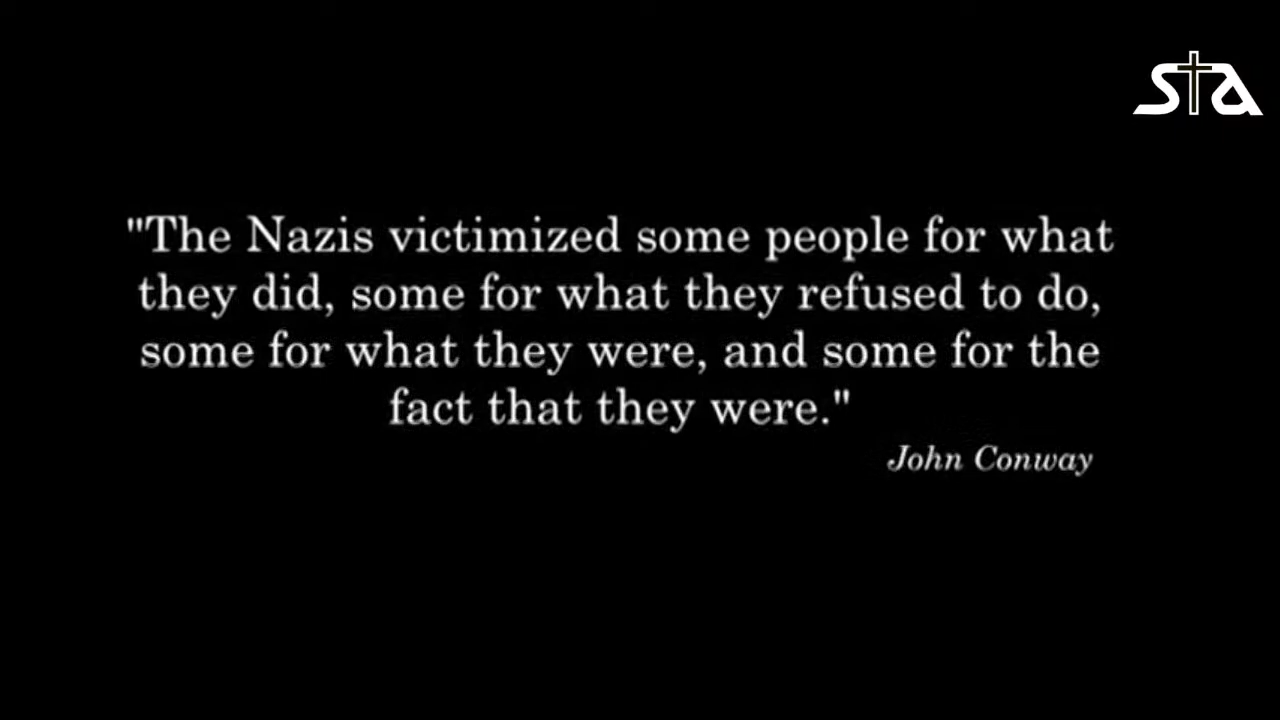 STA
"The Nazis victimized some people for what
they did, some for what they refused to do,
some for what they were, and some for the
fact that they were."
John Conway